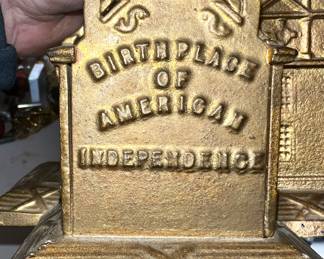 BIRTHPLACE
OF
AMERICAN
INDEPENDENCE